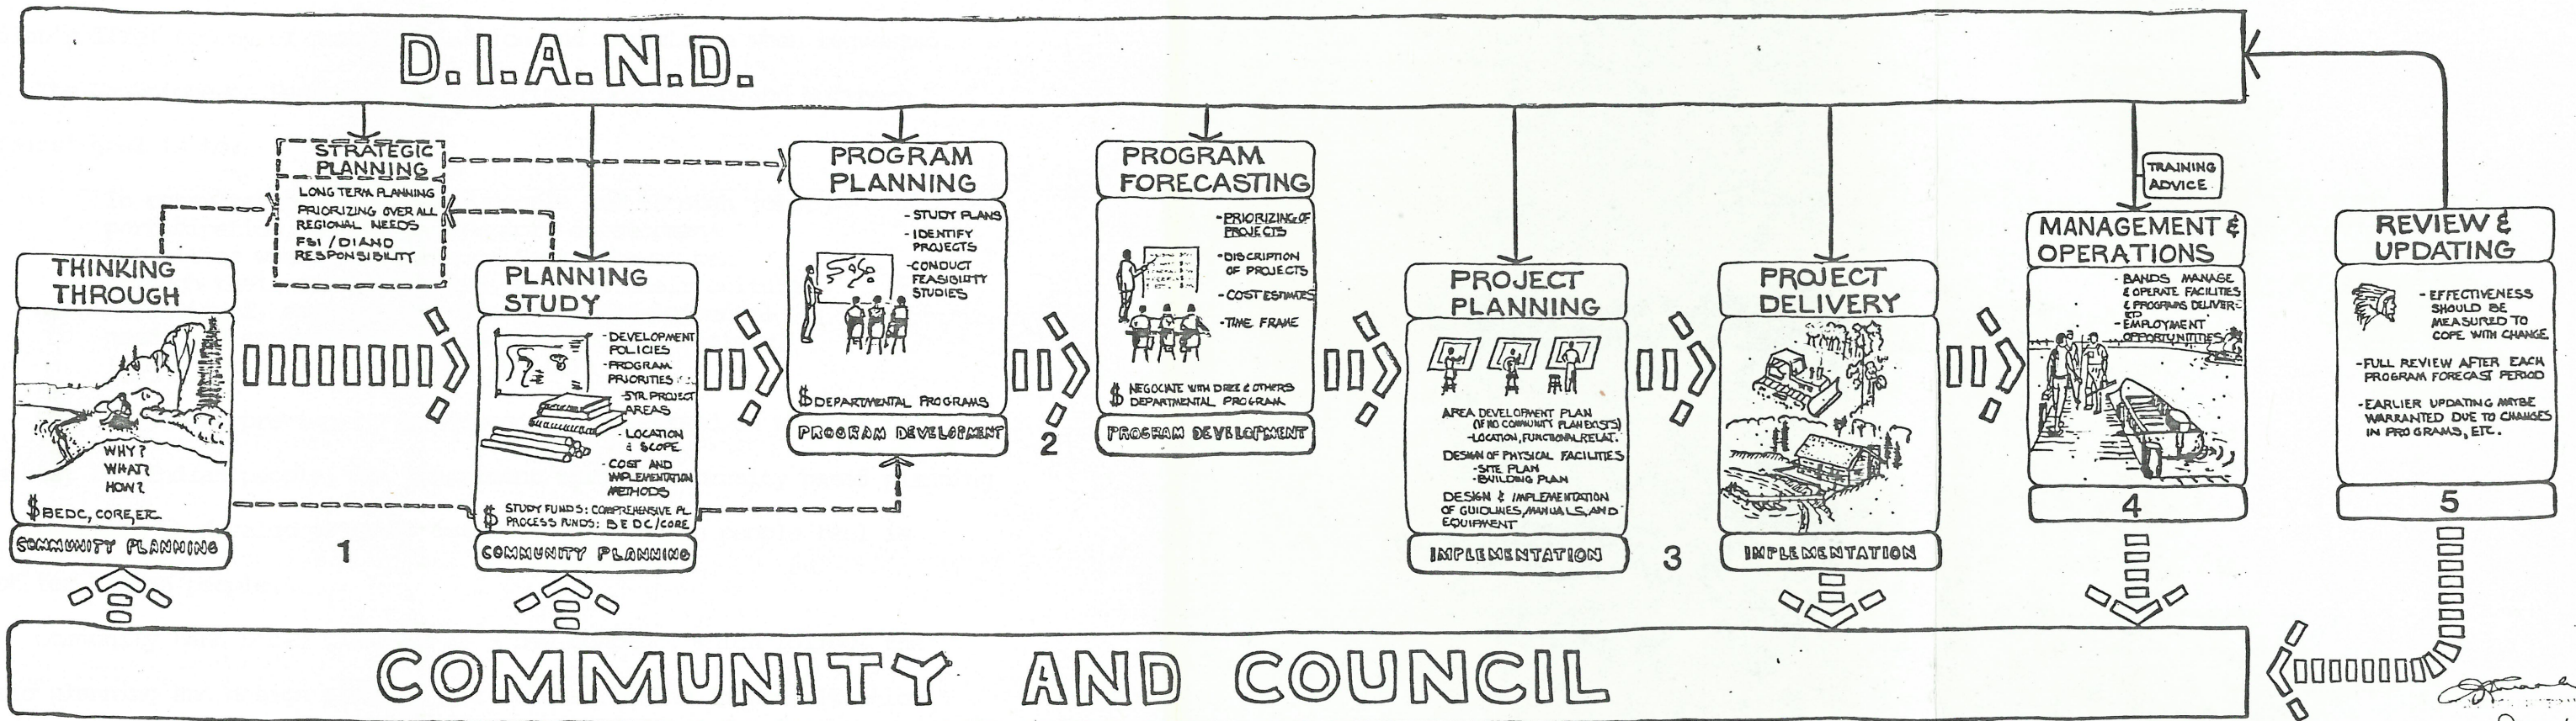 D.I.A.N.D.
STRATEGIC
PLANNING
LONG TERM PLANNING
PRIORIZING OVER ALL
REGIONAL NEEDS
FSI / DIAND
RESPONSIBILITY
THINKING
THROUGH
WHY?
WHAT?
HOW?
$ BEDC, CORE, ETC.
COMMUNITY PLANNING
1
PLANNING
STUDY
- DEVELOPMENT
POLICIES
- PROGRAM
PRIORITIES
- 5YR PROJECT
AREAS
- LOCATION
& SCOPE
- COST AND
IMPLEMENTATION
METHODS
$ STUDY FUNDS: COMPREHENSIVE PL
PROCESS FUNDS: BEDC/CORE
COMMUNITY PLANNING
PROGRAM
PLANNING
- STUDY PLANS
- IDENTIFY
PROJECTS
- CONDUCT
FEASIBILITY
STUDIES
$ DEPARTMENTAL PROGRAMS
PROGRAM DEVELOPMENT
2
PROGRAM
FORECASTING
- PRIORIZING OF
PROJECTS
- DISCRIPTION
OF PROJECTS
- COST ESTIMATES
- TIME FRAME
$ NEGOCIATE WITH DREE & OTHERS
DEPARTMENTAL PROGRAM
PROGRAM DEVELOPMENT
PROJECT
PLANNING
AREA DEVELOPMENT PLAN
(IF NO COMMUNITY PLAN EXISTS)
- LOCATION, FUNCTIONAL RELAT.
DESIGN OF PHYSICAL FACILITIES
- SITE PLAN
- BUILDING PLAN
DESIGN & IMPLEMENTATION
OF GUIDLINES, MANUALS, AND
EQUIPMENT
IMPLEMENTATION
3
PROJECT
DELIVERY
IMPLEMENTATION
TRAINING
ADVICE
MANAGEMENT &
OPERATIONS
- BANDS MANAGE
& OPERATE FACILITIES
& PROGRAMS DELIVER-
ED
- EMPLOYMENT
OPPORTUNTITIES
4
REVIEW &
UPDATING
- EFFECTIVENESS
SHOULD BE
MEASURED TO
COPE WITH CHANGE
- FULL REVIEW AFTER EACH
PROGRAM FORECAST PERIOD
- EARLIER UPDATING MAYBE
WARRANTED DUE TO CHANGES
IN PROGRAMS, ETC.
5
COMMUNITY AND COUNCIL